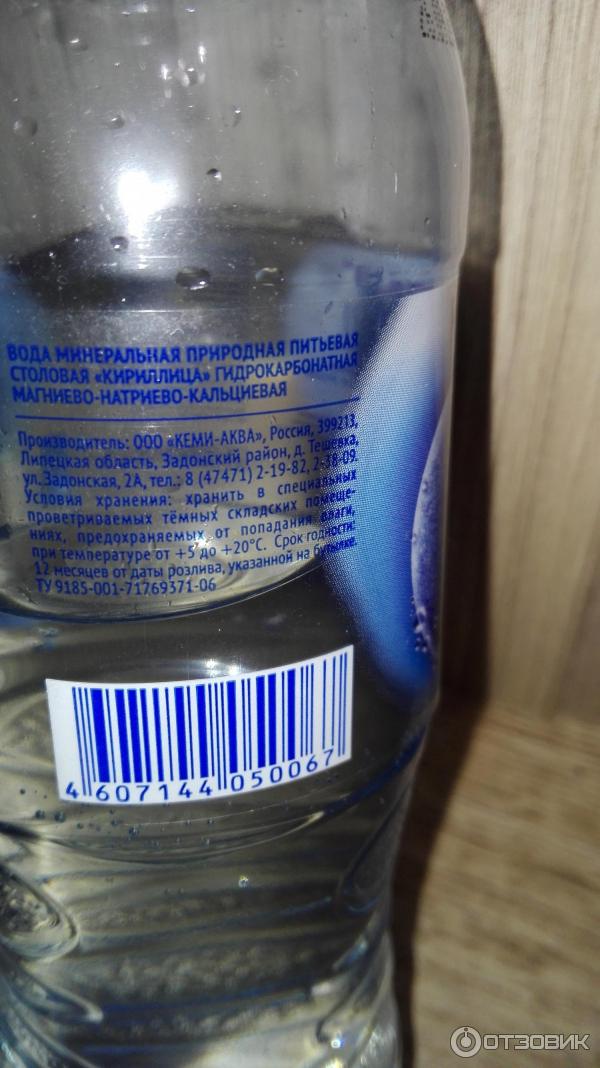 ВОДА МИНЕРАЛЬНАЯ ПРИРОДНАЯ ПИТЬЕВАЯ
СТОЛОВАЯ «КИРИЛЛИЦА» ГИДРОКАРБОНАТНАЯ
МАГНИЕВО-НАТРИЕВО-КАЛЬЦИЕВАЯ
Производитель: ООО «КЕМИ-АКВА», Россия, 399213,
Липецкая область, Задонский район, д. Тешевка,
ул.Задонская, 2А, тел.: 8 (47471) 2-19-82, 2-38-09.
Условия хранения: хранить в специальных
проветриваемых тёмных складских помеще-
ниях, предохраняемых от попадания влаги,
при температуре от +5 до +20°С. Срок годности:
12 месяцев от даты розлива, указанной на бутылке.
ТУ 9185-001-71769371-06
4 607144 050067
ОТЗОВИК